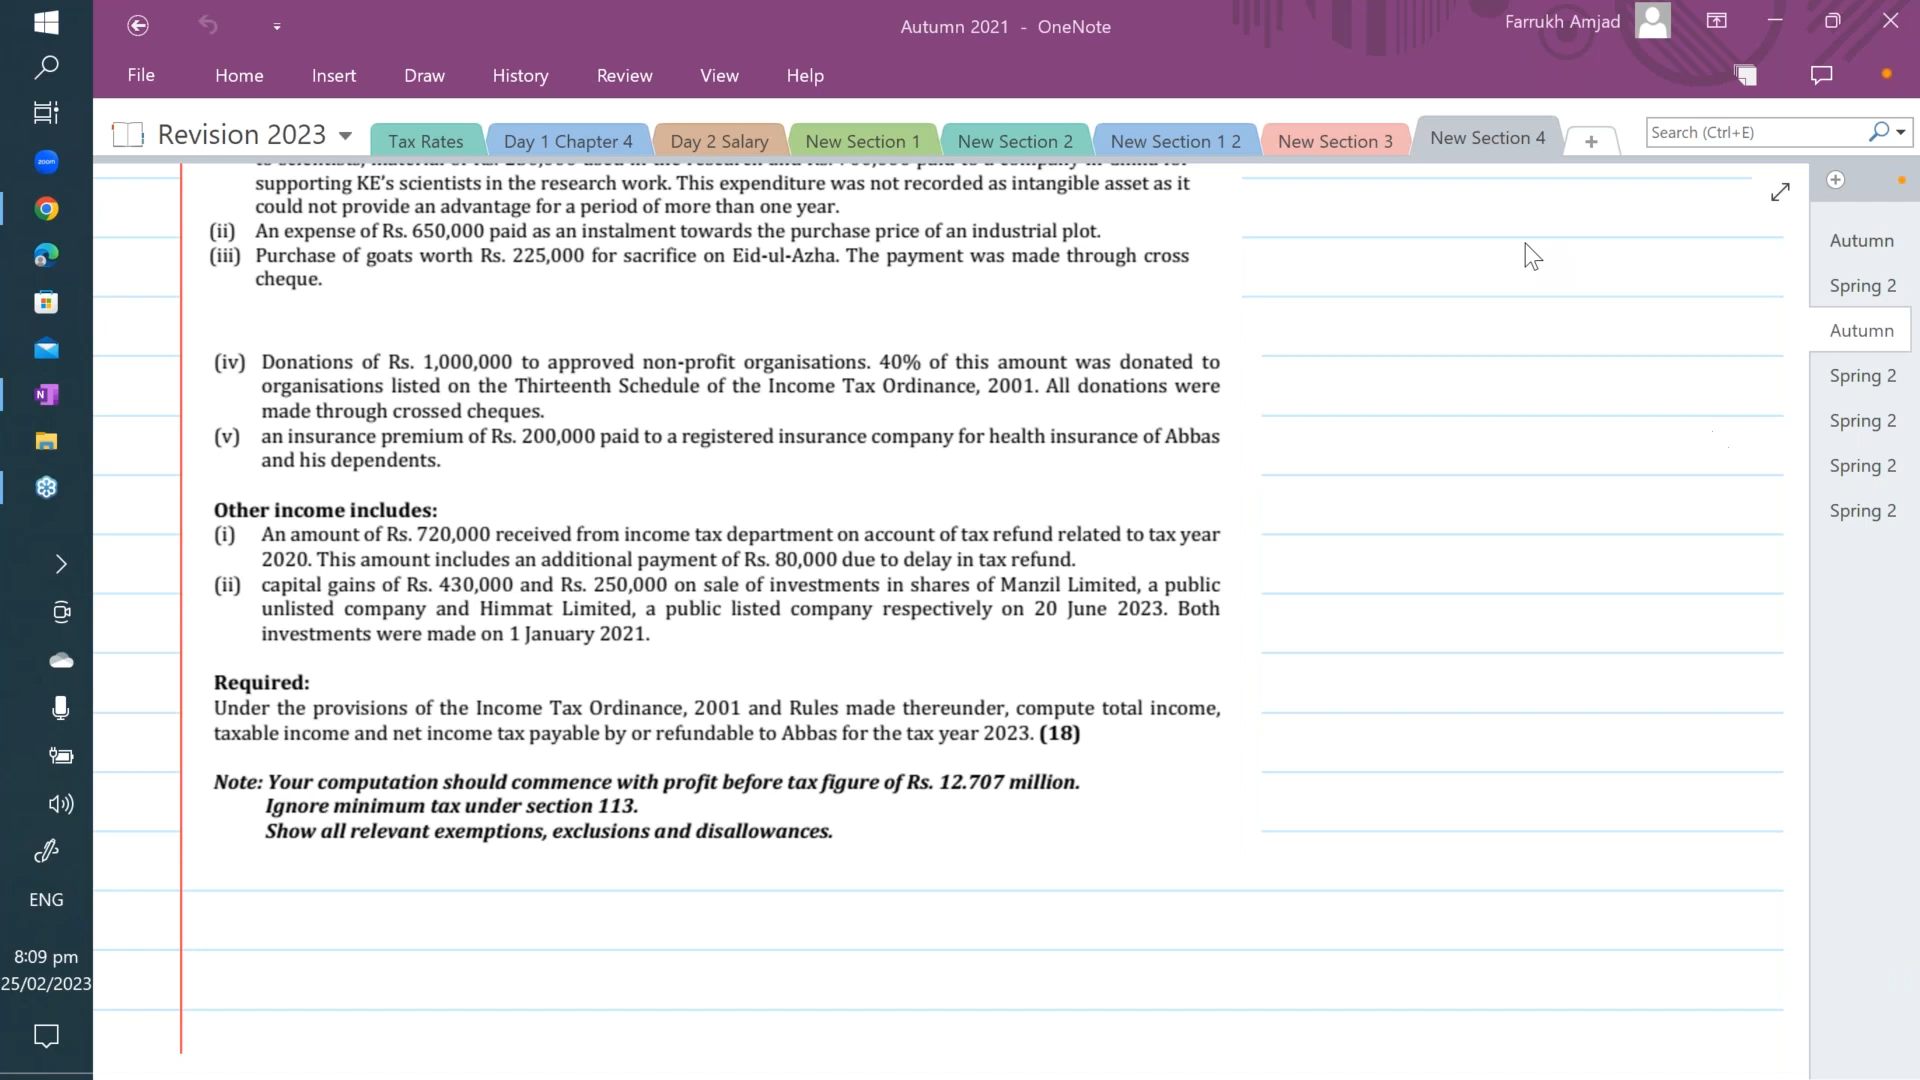 Autumn 2021 - OneNote
Farrukh Amjad
File Home Insert Draw History Review View Help
Revision 2023
Tax Rates Day 1 Chapter 4 Day 2 Salary New Section 1 New Section 2 New Section 1 2 New Section 3 New Section 4
Search (Ctrl+E)
supporting KE's scientists in the research work. This expenditure was not recorded as intangible asset as it
could not provide an advantage for a period of more than one year.
(ii) An expense of Rs. 650,000 paid as an instalment towards the purchase price of an industrial plot.
(iii) Purchase of goats worth Rs. 225,000 for sacrifice on Eid-ul-Azha. The payment was made through cross
cheque.
(iv) Donations of Rs. 1,000,000 to approved non-profit organisations. 40% of this amount was donated to
organisations listed on the Thirteenth Schedule of the Income Tax Ordinance, 2001. All donations were
made through crossed cheques.
(v) an insurance premium of Rs. 200,000 paid to a registered insurance company for health insurance of Abbas
and his dependents.
Other income includes:
(i) An amount of Rs. 720,000 received from income tax department on account of tax refund related to tax year
2020. This amount includes an additional payment of Rs. 80,000 due to delay in tax refund.
(ii) capital gains of Rs. 430,000 and Rs. 250,000 on sale of investments in shares of Manzil Limited, a public
unlisted company and Himmat Limited, a public listed company respectively on 20 June 2023. Both
investments were made on 1 January 2021.
Required:
Under the provisions of the Income Tax Ordinance, 2001 and Rules made thereunder, compute total income,
taxable income and net income tax payable by or refundable to Abbas for the tax year 2023. (18)
Note: Your computation should commence with profit before tax figure of Rs. 12.707 million.
Ignore minimum tax under section 113.
Show all relevant exemptions, exclusions and disallowances.
Autumn
Spring 2
Autumn
Spring 2
Spring 2
Spring 2
Spring 2
zoom
ENG
8:09 pm
25/02/2023